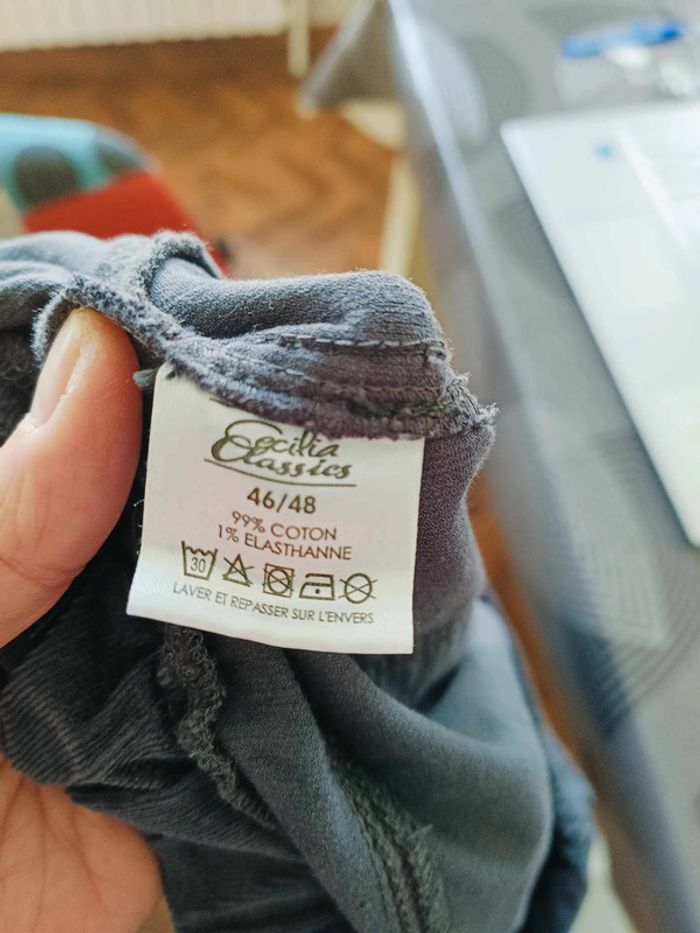 Cecilia
Classics
46/48
99% COTON
1% ELASTHANNE
30
LAVER ET REPASSER SUR L'ENVERS